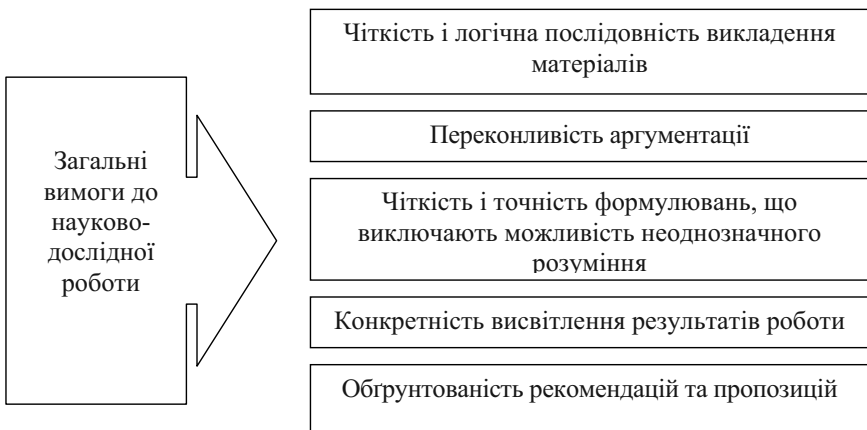 Загальні
вимоги до
науково-
дослідної
роботи
Чіткість і логічна послідовність викладення
матеріалів
Переконливість аргументації
Чіткість і точність формулювань, що
виключають можливість неоднозначного
розуміння
Конкретність висвітлення результатів роботи
Обґрунтованість рекомендацій та пропозицій